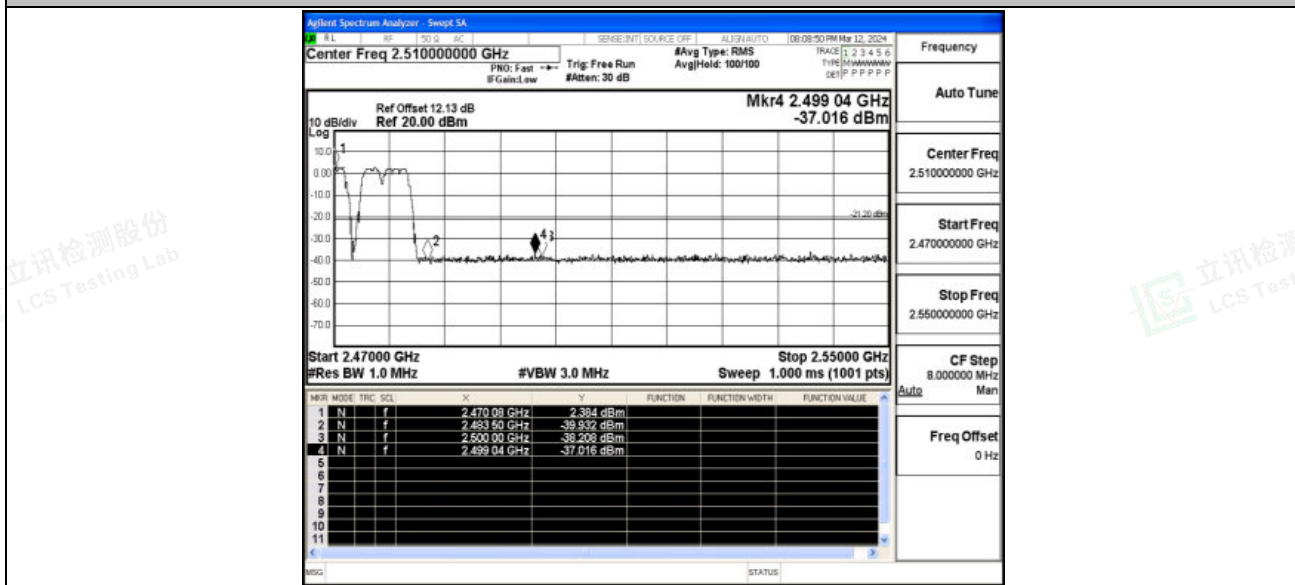 Agilent Spectrum Analyzer - Swept SA
RL RF 50 Ω AC SENSE:INT SOURCE OFF ALIGN AUTO 08:08:50 PM Mar 12, 2024
Center Freq 2.510000000 GHz
PNO: Fast
IFGain:Low
Trig: Free Run
#Atten: 30 dB
#Avg Type: RMS
Avg|Hold: 100/100
TRACE 1 2 3 4 5 6
TYPE
DET P P P P P P
Ref Offset 12.13 dB
Ref 20.00 dBm
10 dB/div
Log
Mkr4 2.499 04 GHz
-37.016 dBm
10.0
0.00
-10.0
-20.0
-30.0
-40.0
-50.0
-60.0
-70.0
1
2
4 3
-21.20 dBm
Start 2.47000 GHz
Stop 2.55000 GHz
#Res BW 1.0 MHz
#VBW 3.0 MHz
Sweep 1.000 ms (1001 pts)
MKR MODE TRC SCL X Y FUNCTION FUNCTION WIDTH FUNCTION VALUE
1 N f 2.470 08 GHz 2.384 dBm
2 N f 2.483 50 GHz -39.932 dBm
3 N f 2.500 00 GHz -38.208 dBm
4 N f 2.499 04 GHz -37.016 dBm
5
6
7
8
9
10
11
MSG
STATUS
Frequency
Auto Tune
Center Freq
2.510000000 GHz
Start Freq
2.470000000 GHz
Stop Freq
2.550000000 GHz
CF Step
8.000000 MHz
Auto Man
Freq Offset
0 Hz
立讯检测股份
LCS Testing Lab
立讯检测
LCS Test